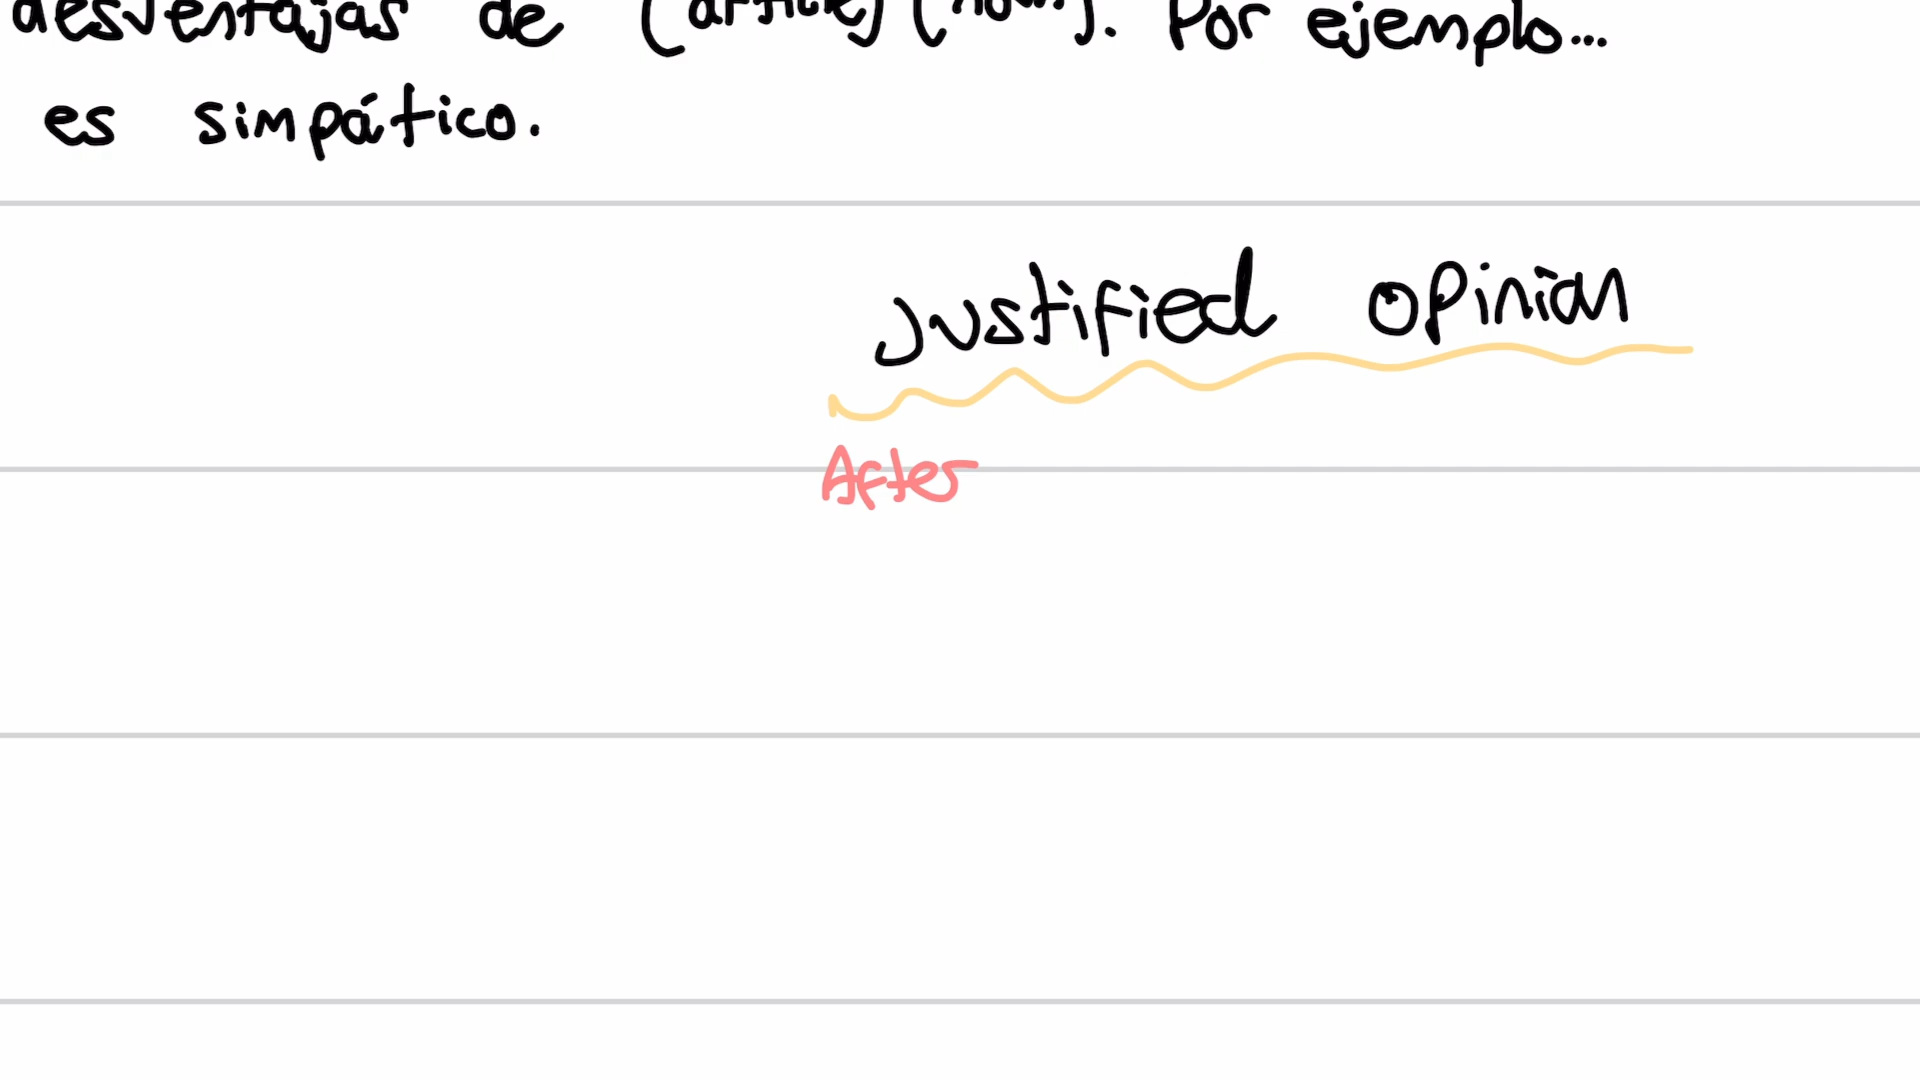 desventajas de (article) (noun). Por ejemplo...
es simpático.
Justified opinion
After